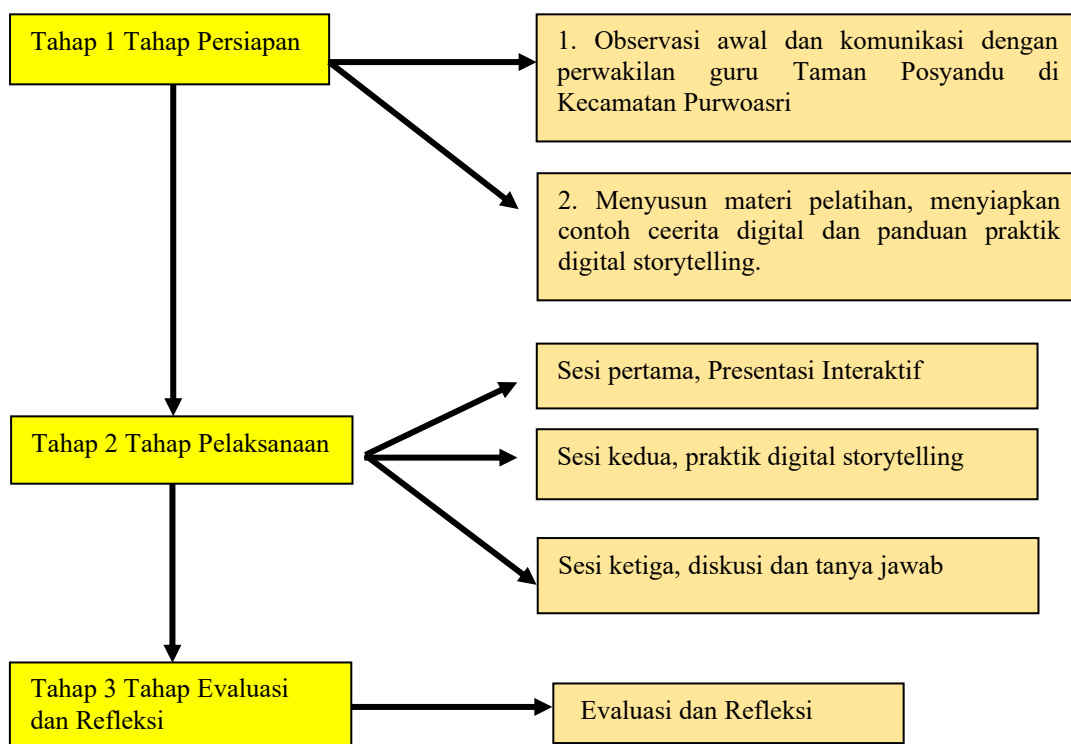 Tahap 1 Tahap Persiapan
1. Observasi awal dan komunikasi dengan
perwakilan guru Taman Posyandu di
Kecamatan Purwoasri
2. Menyusun materi pelatihan, menyiapkan
contoh ceerita digital dan panduan praktik
digital storytelling.
Tahap 2 Tahap Pelaksanaan
Sesi pertama, Presentasi Interaktif
Sesi kedua, praktik digital storytelling
Sesi ketiga, diskusi dan tanya jawab
Tahap 3 Tahap Evaluasi
dan Refleksi
Evaluasi dan Refleksi